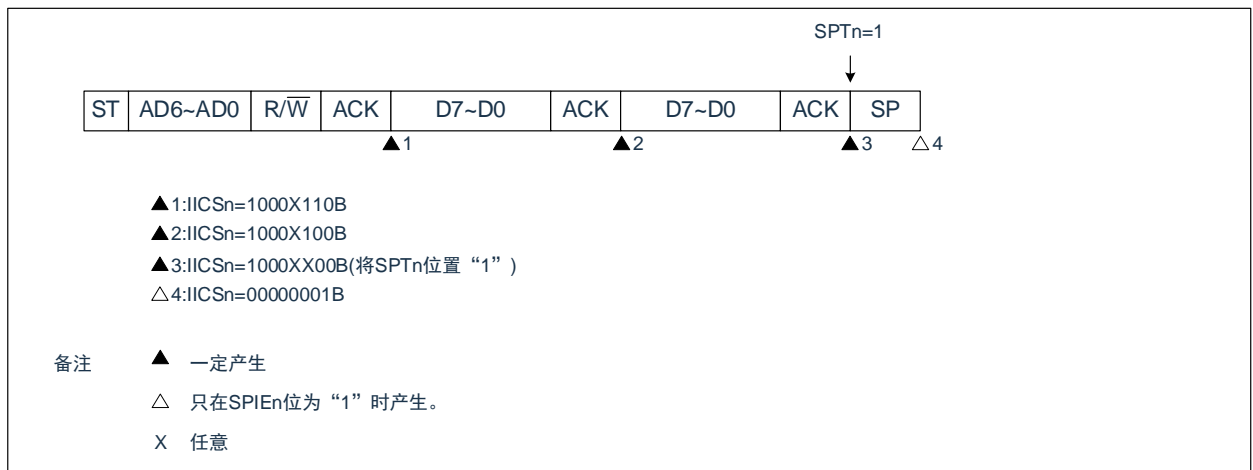 SPTn=1
ST AD6~AD0 R/W̅ ACK D7~D0 ACK D7~D0 ACK SP
▲1 ▲2 ▲3 △4
▲1:IICSn=1000X110B
▲2:IICSn=1000X100B
▲3:IICSn=1000XX00B(将SPTn位置“1”)
△4:IICSn=00000001B
备注 ▲ 一定产生
△ 只在SPIEn位为“1”时产生。
X 任意